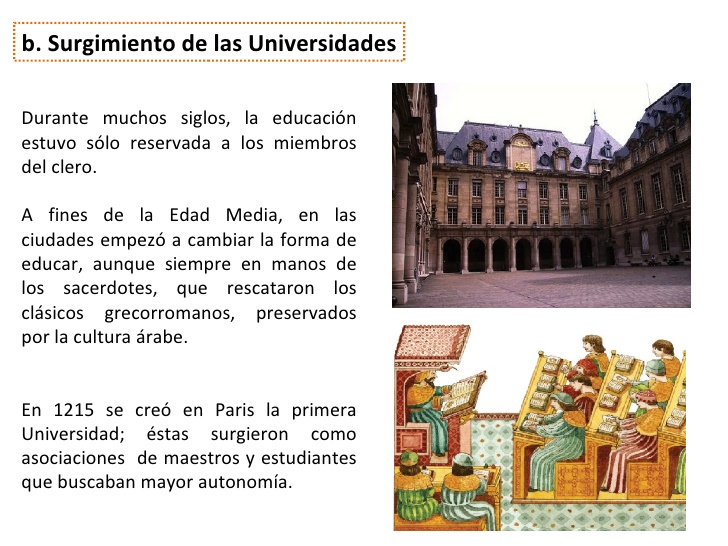 b. Surgimiento de las Universidades
Durante muchos siglos, la educación
estuvo sólo reservada a los miembros
del clero.
A fines de la Edad Media, en las
ciudades empezó a cambiar la forma de
educar, aunque siempre en manos de
los sacerdotes, que rescataron los
clásicos grecorromanos, preservados
por la cultura árabe.
En 1215 se creó en Paris la primera
Universidad; éstas surgieron como
asociaciones de maestros y estudiantes
que buscaban mayor autonomía.